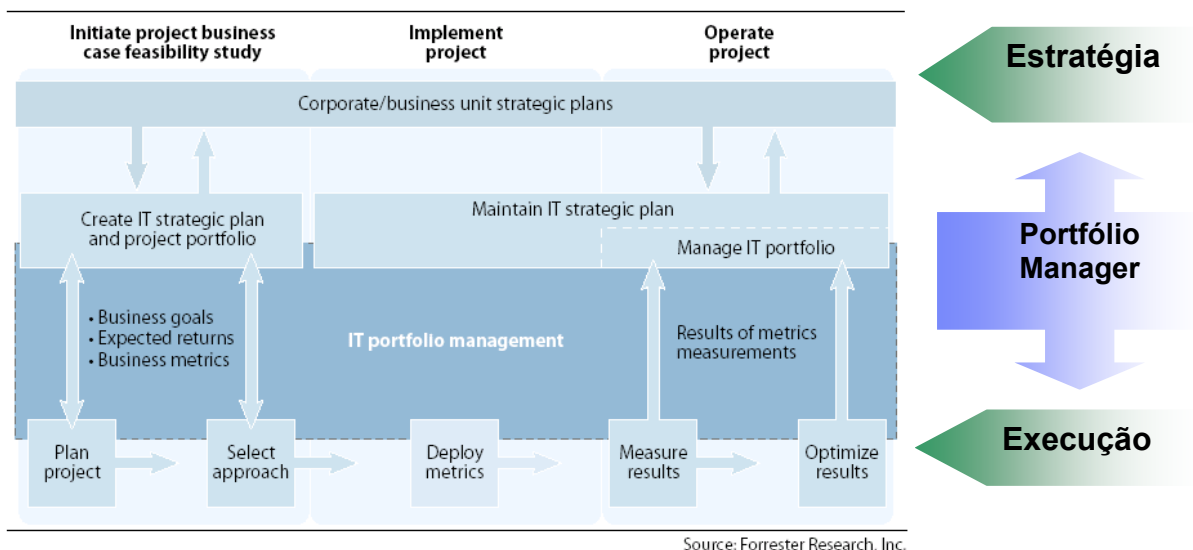 Initiate project business
case feasibility study
Implement
project
Operate
project
Corporate/business unit strategic plans
Create IT strategic plan
and project portfolio
Maintain IT strategic plan
Manage IT portfolio
• Business goals
• Expected returns
• Business metrics
IT portfolio management
Results of metrics
measurements
Plan
project
Select
approach
Deploy
metrics
Measure
results
Optimize
results
Source: Forrester Research, Inc.
Estratégia
Portfólio
Manager
Execução